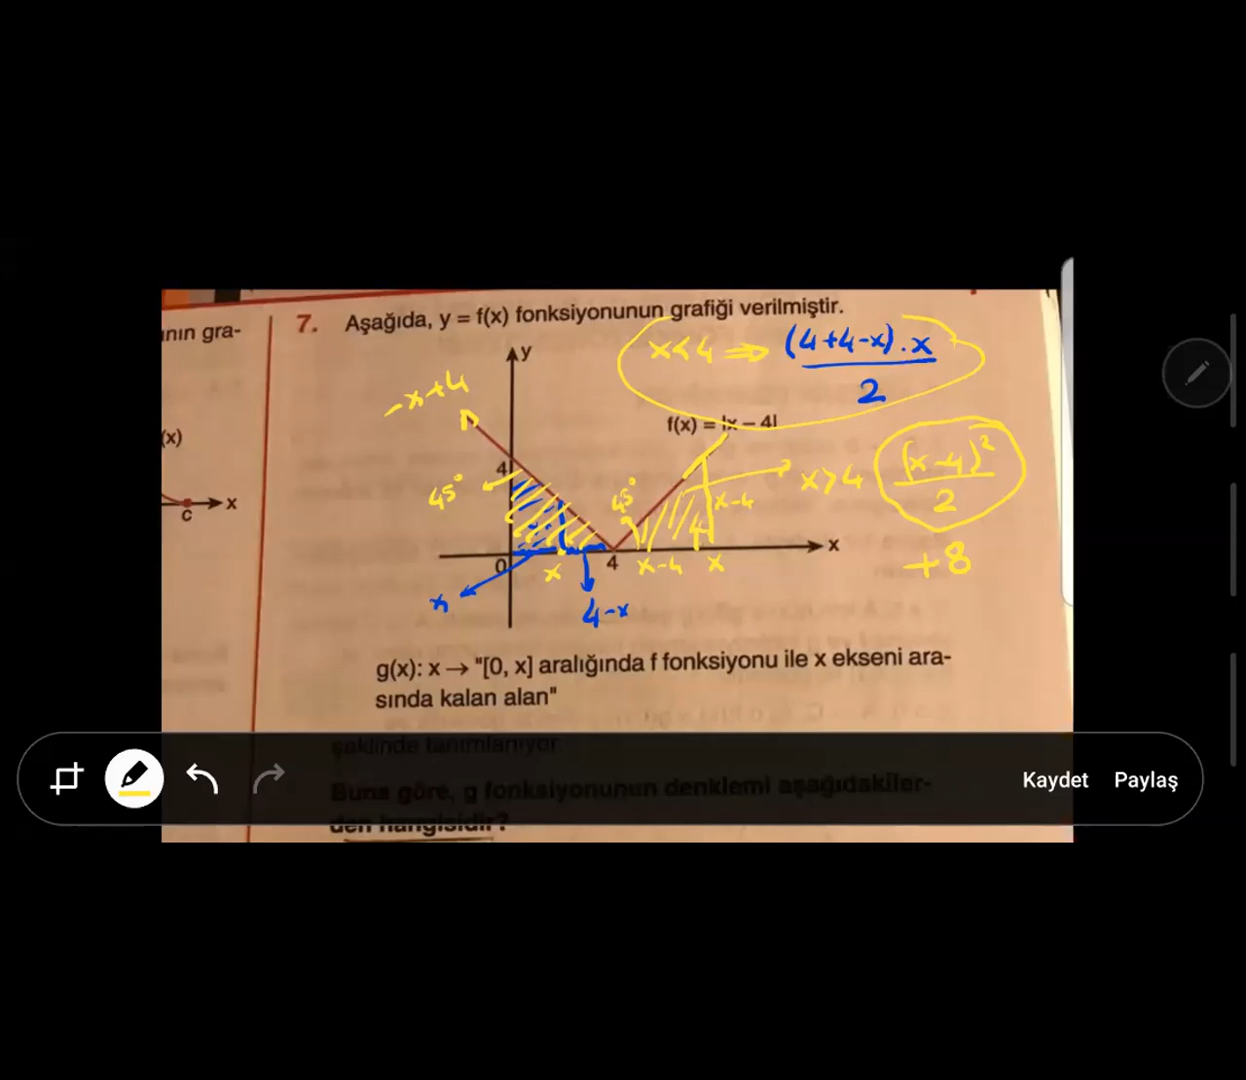 ının gra-
7. Aşağıda, y = f(x) fonksiyonunun grafiği verilmiştir.
x<4 ⇒ (4+4-x).x
2
y
-x+4
f(x) = |x – 4|
(x)
4
45°
45°
x-4
x>4
(x-4)²
2
+8
c
x
0
x
4
x-4
x
x
x
4-x
g(x): x → "[0, x] aralığında f fonksiyonu ile x ekseni ara-
sında kalan alan"
şeklinde tanımlanıyor
Buna göre, g fonksiyonunun denklemi aşağıdakiler-
den hangisidir?
Kaydet
Paylaş